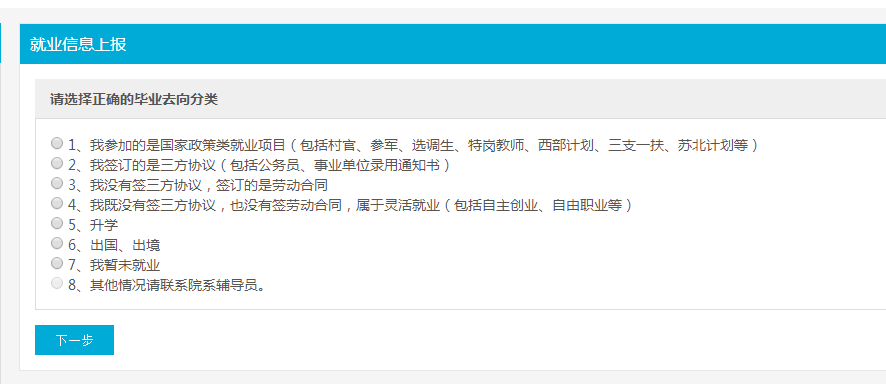 就业信息上报
请选择正确的毕业去向分类
1、我参加的是国家政策类就业项目（包括村官、参军、选调生、特岗教师、西部计划、三支一扶、苏北计划等）
2、我签订的是三方协议（包括公务员、事业单位录用通知书）
3、我没有签三方协议，签订的是劳动合同
4、我既没有签三方协议，也没有签劳动合同，属于灵活就业（包括自主创业、自由职业等）
5、升学
6、出国、出境
7、我暂未就业
8、其他情况请联系院系辅导员。
下一步